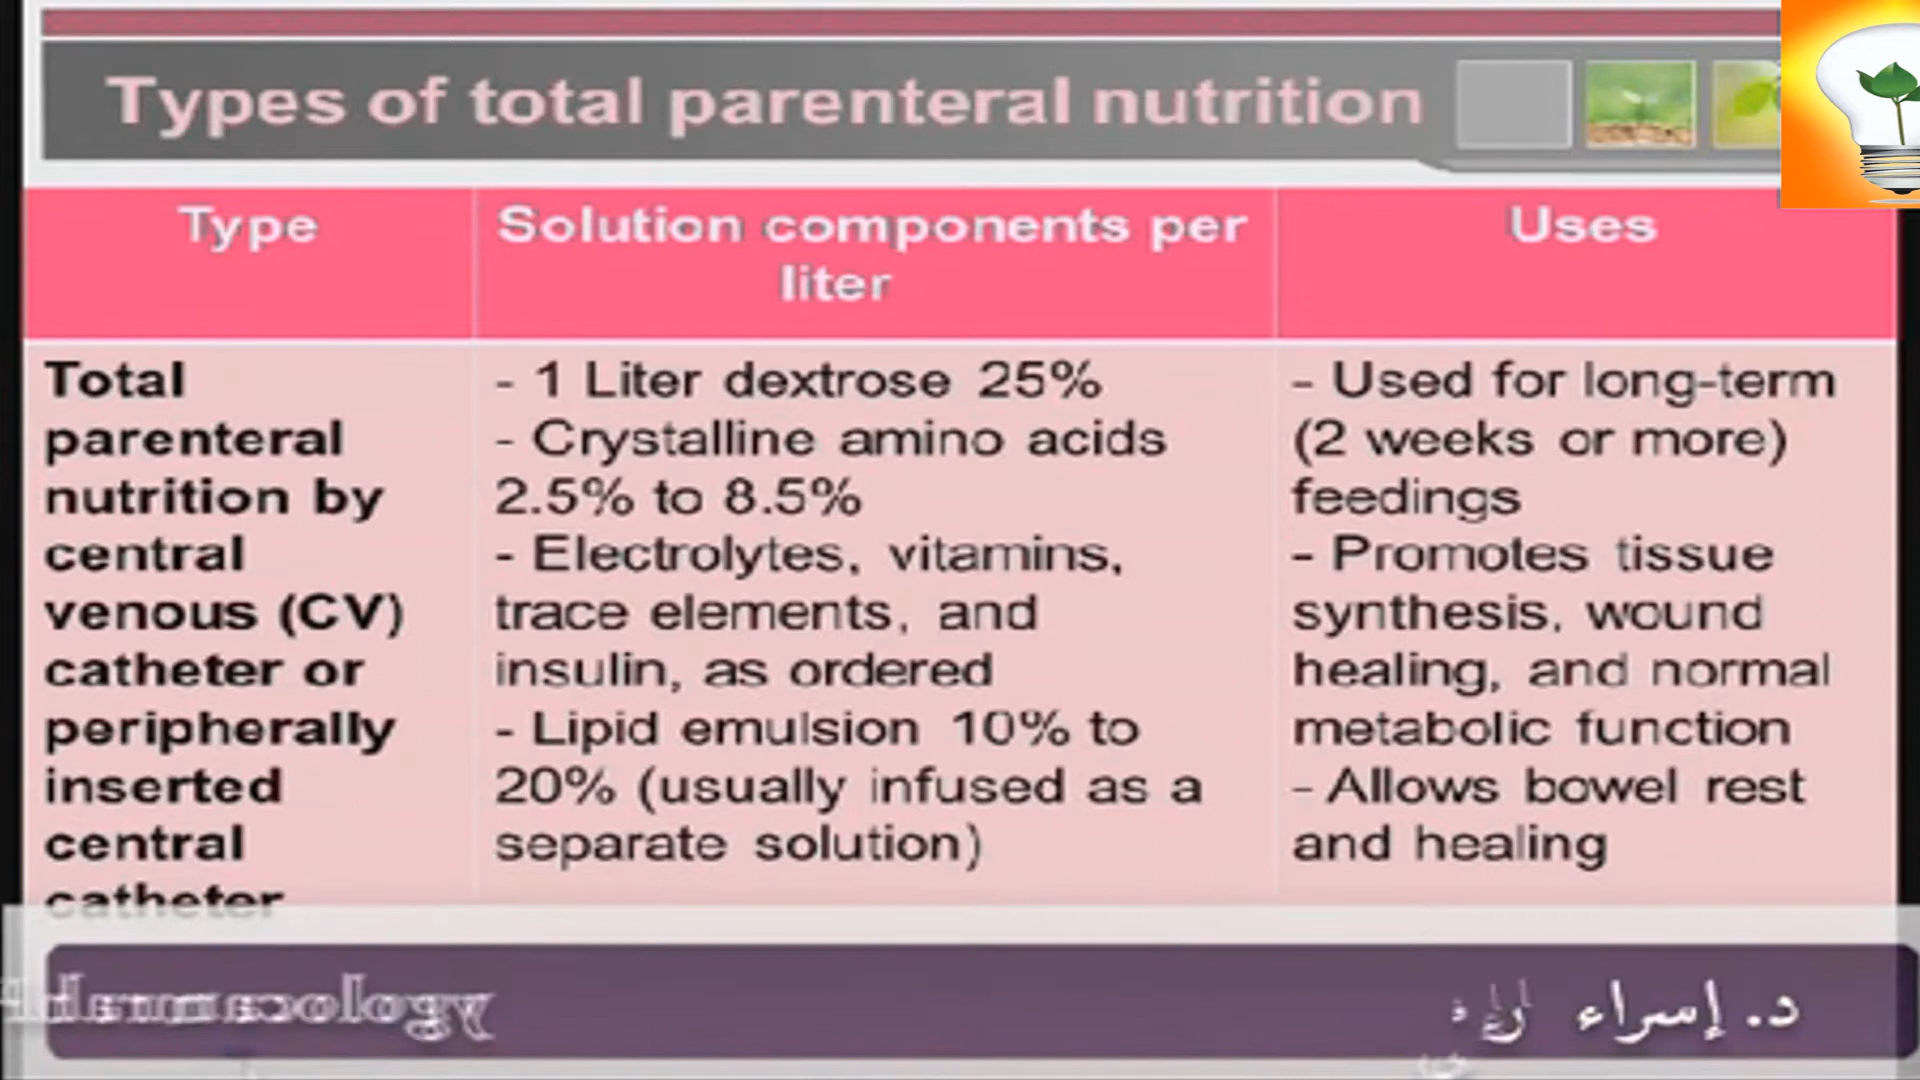 Types of total parenteral nutrition
Type
Solution components per
liter
Uses
Total
parenteral
nutrition by
central
venous (CV)
catheter or
peripherally
inserted
central
catheter
- 1 Liter dextrose 25%
- Crystalline amino acids
2.5% to 8.5%
- Electrolytes, vitamins,
trace elements, and
insulin, as ordered
- Lipid emulsion 10% to
20% (usually infused as a
separate solution)
- Used for long-term
(2 weeks or more)
feedings
- Promotes tissue
synthesis, wound
healing, and normal
metabolic function
- Allows bowel rest
and healing
د. إسراء